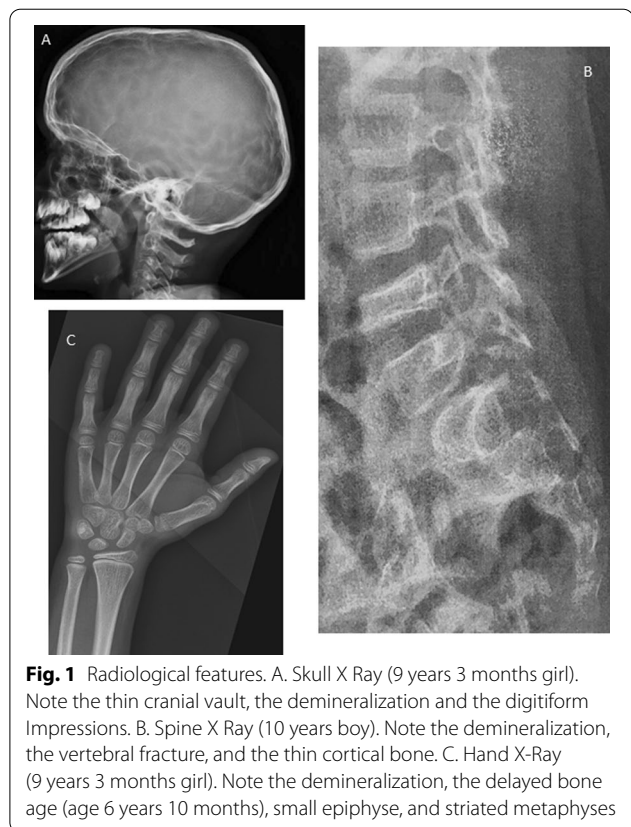 A
B
C
Fig. 1 Radiological features. A. Skull X Ray (9 years 3 months girl).
Note the thin cranial vault, the demineralization and the digitiform
Impressions. B. Spine X Ray (10 years boy). Note the demineralization,
the vertebral fracture, and the thin cortical bone. C. Hand X-Ray
(9 years 3 months girl). Note the demineralization, the delayed bone
age (age 6 years 10 months), small epiphyse, and striated metaphyses